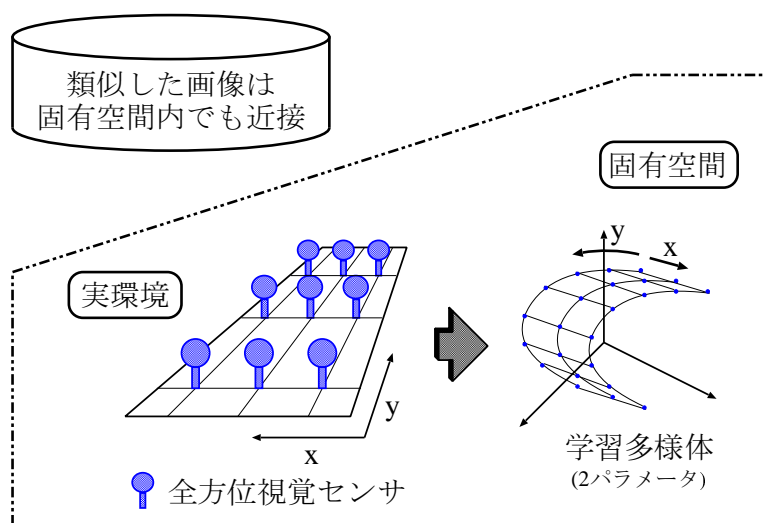 類似した画像は
固有空間内でも近接
固有空間
実環境
y
x
y
x
学習多様体
(2パラメータ)
全方位視覚センサ